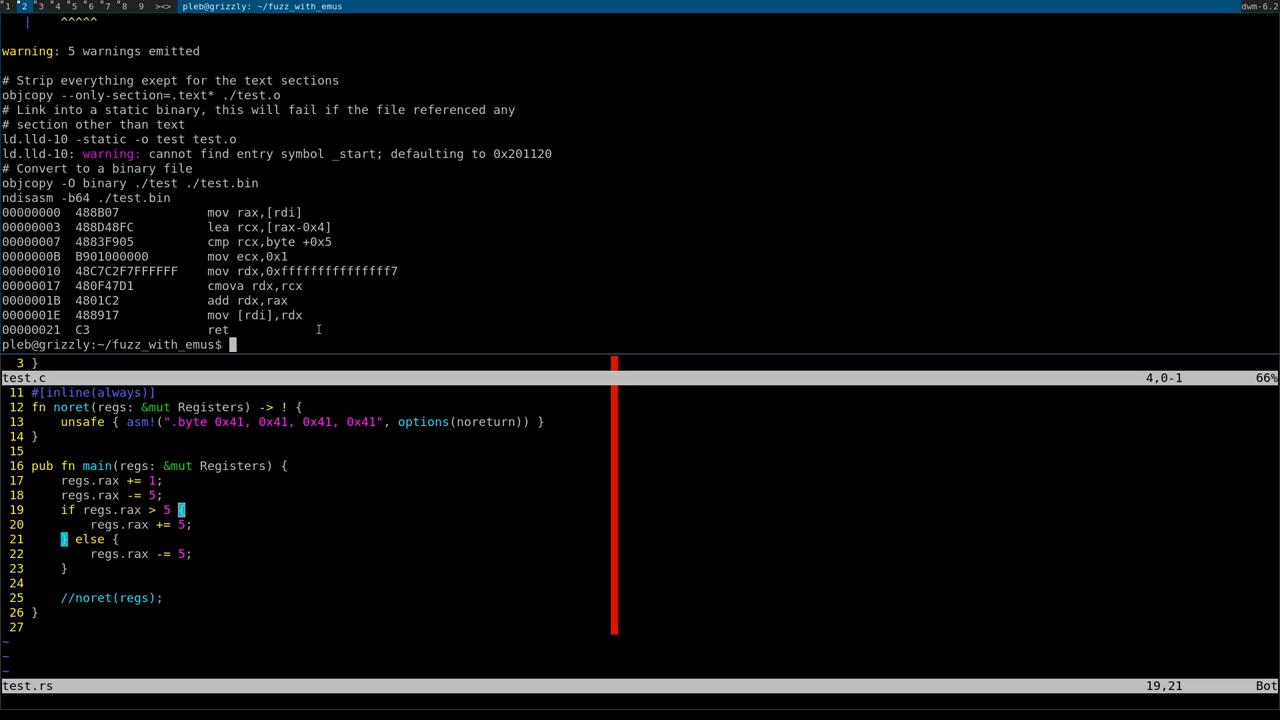 1 2 3 4 5 6 7 8 9 ><> pleb@grizzly: ~/fuzz_with_emus dwm-6.2
| ^^^^^
warning: 5 warnings emitted
# Strip everything exept for the text sections
objcopy --only-section=.text* ./test.o
# Link into a static binary, this will fail if the file referenced any
# section other than text
ld.lld-10 -static -o test test.o
ld.lld-10: warning: cannot find entry symbol _start; defaulting to 0x201120
# Convert to a binary file
objcopy -O binary ./test ./test.bin
ndisasm -b64 ./test.bin
00000000 488B07 mov rax,[rdi]
00000003 488D48FC lea rcx,[rax-0x4]
00000007 4883F905 cmp rcx,byte +0x5
0000000B B901000000 mov ecx,0x1
00000010 48C7C2F7FFFFFF mov rdx,0xfffffffffffffff7
00000017 480F47D1 cmova rdx,rcx
0000001B 4801C2 add rdx,rax
0000001E 488917 mov [rdi],rdx
00000021 C3 ret
pleb@grizzly:~/fuzz_with_emus$
3 }
test.c 4,0-1 66%
11 #[inline(always)]
12 fn noret(regs: &mut Registers) -> ! {
13 unsafe { asm!(".byte 0x41, 0x41, 0x41, 0x41", options(noreturn)) }
14 }
15
16 pub fn main(regs: &mut Registers) {
17 regs.rax += 1;
18 regs.rax -= 5;
19 if regs.rax > 5 {
20 regs.rax += 5;
21 } else {
22 regs.rax -= 5;
23 }
24
25 //noret(regs);
26 }
27
~
~
~
test.rs 19,21 Bot